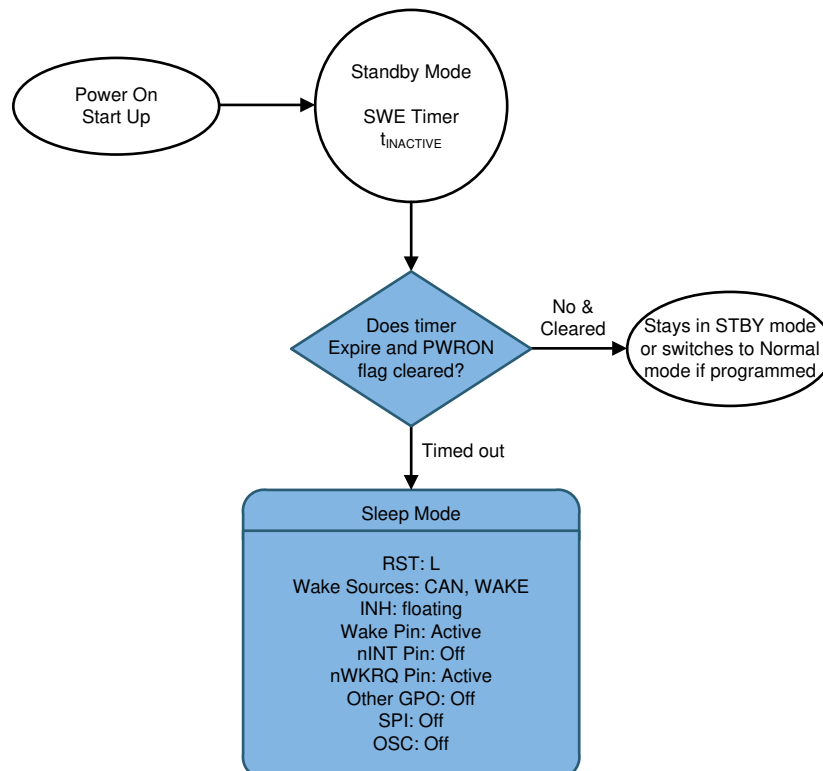 Power On
Start Up
Standby Mode
SWE Timer
tINACTIVE
Does timer
Expire and PWRON
flag cleared?
No &
Cleared
Stays in STBY mode
or switches to Normal
mode if programmed
Timed out
Sleep Mode
RST: L
Wake Sources: CAN, WAKE
INH: floating
Wake Pin: Active
nINT Pin: Off
nWKRQ Pin: Active
Other GPO: Off
SPI: Off
OSC: Off